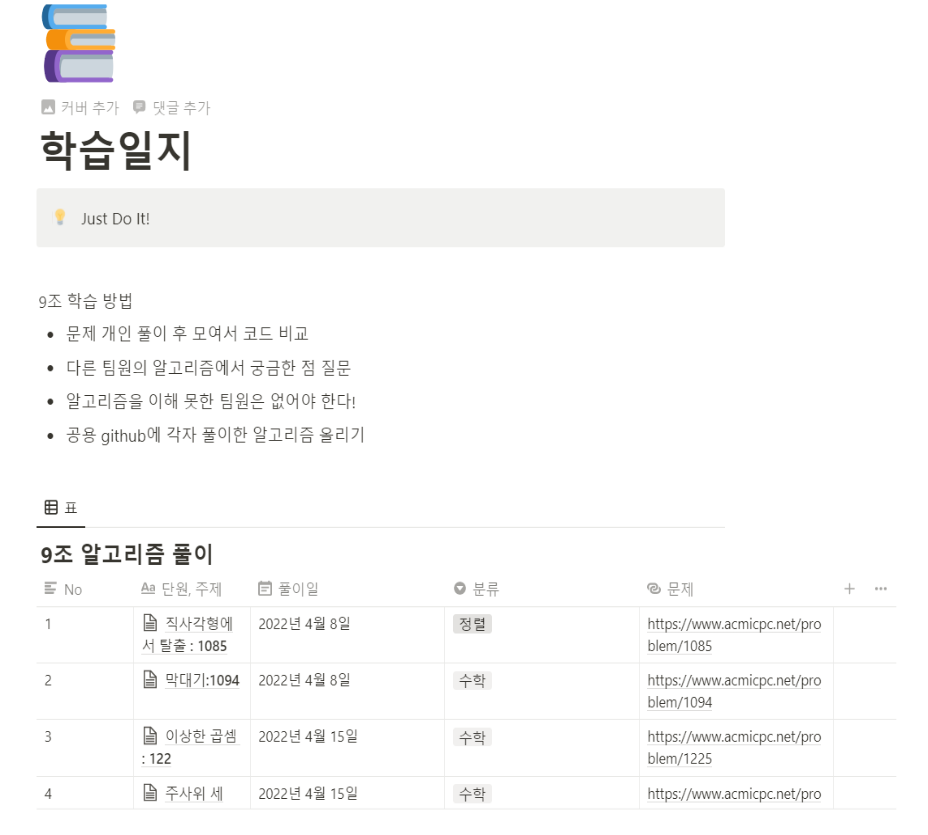 커버 추가 댓글 추가
학습일지
Just Do It!
9조 학습 방법
• 문제 개인 풀이 후 모여서 코드 비교
• 다른 팀원의 알고리즘에서 궁금한 점 질문
• 알고리즘을 이해 못한 팀원은 없어야 한다!
• 공용 github에 각자 풀이한 알고리즘 올리기
표
9조 알고리즘 풀이
No Aa 단원, 주제 풀이일 분류 문제
1 직사각형에 2022년 4월 8일 정렬 https://www.acmicpc.net/pro
서 탈출 : 1085 blem/1085
2 막대기:1094 2022년 4월 8일 수학 https://www.acmicpc.net/pro
blem/1094
3 이상한 곱셈 2022년 4월 15일 수학 https://www.acmicpc.net/pro
: 122 blem/1225
4 주사위 세 2022년 4월 15일 수학 https://www.acmicpc.net/pro